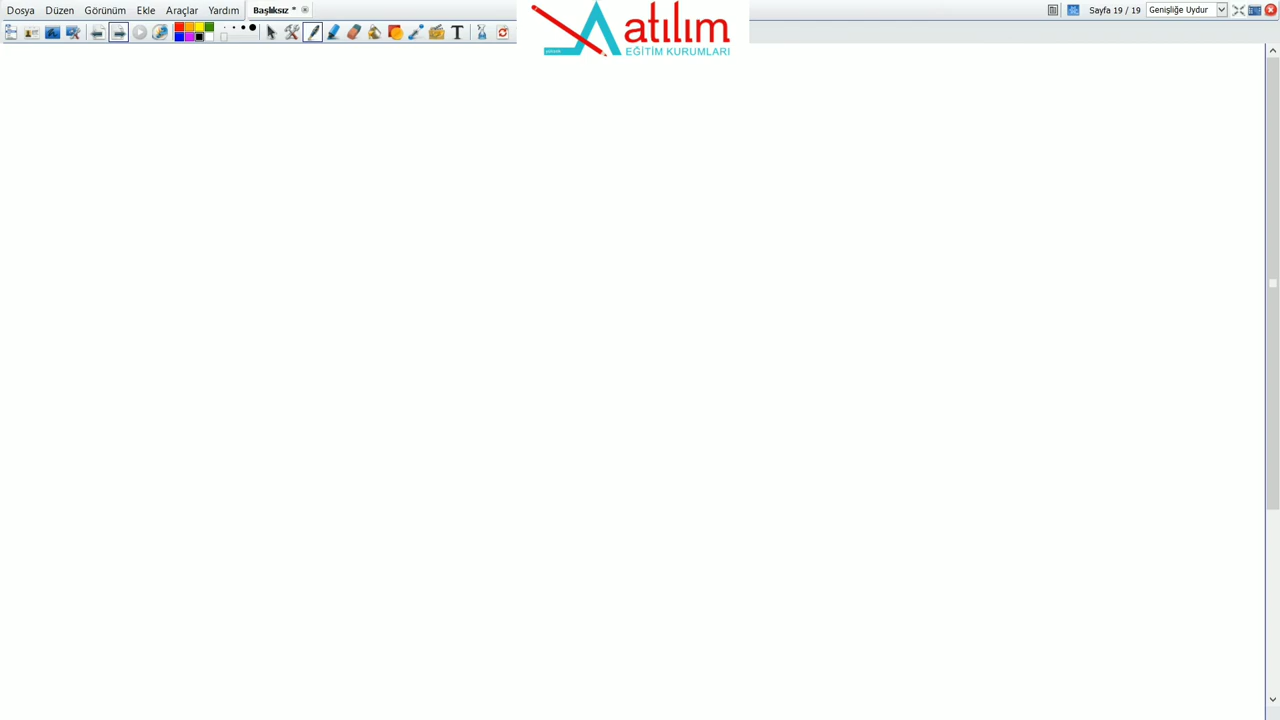 Dosya Düzen Görünüm Ekle Araçlar Yardım Başlıksız *
Sayfa 19 / 19 Genişliğe Uydur
atılım
EĞİTİM KURUMLARI